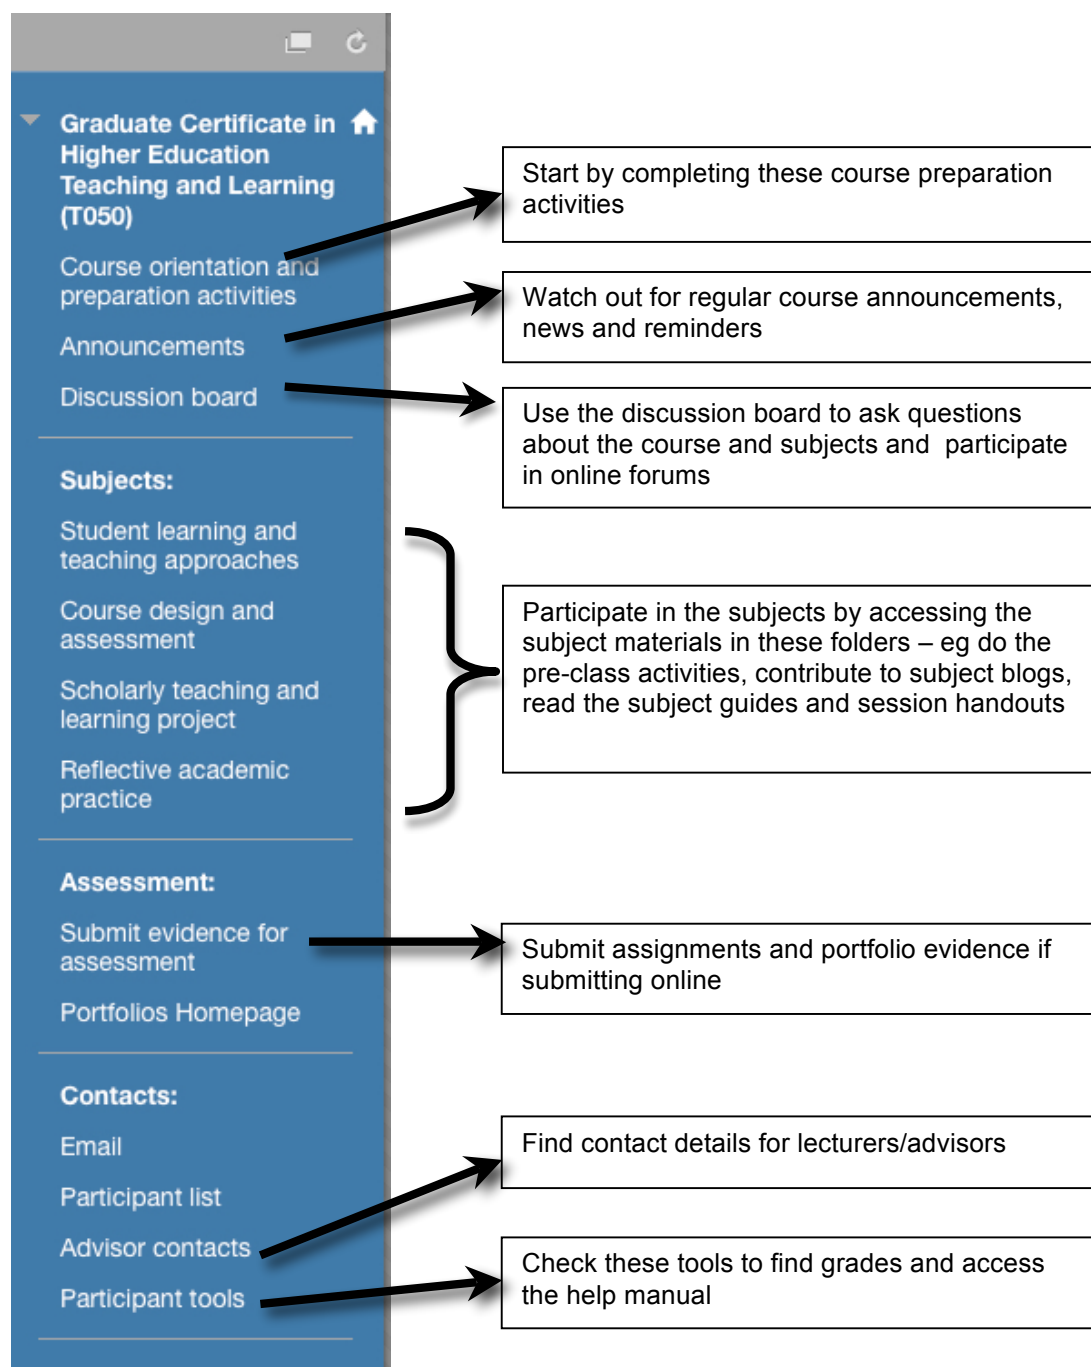 Graduate Certificate in
Higher Education
Teaching and Learning
(T050)
Course orientation and
preparation activities
Announcements
Discussion board
Subjects:
Student learning and
teaching approaches
Course design and
assessment
Scholarly teaching and
learning project
Reflective academic
practice
Assessment:
Submit evidence for
assessment
Portfolios Homepage
Contacts:
Email
Participant list
Advisor contacts
Participant tools
Start by completing these course preparation
activities
Watch out for regular course announcements,
news and reminders
Use the discussion board to ask questions
about the course and subjects and  participate
in online forums
Participate in the subjects by accessing the
subject materials in these folders – eg do the
pre-class activities, contribute to subject blogs,
read the subject guides and session handouts
Submit assignments and portfolio evidence if
submitting online
Find contact details for lecturers/advisors
Check these tools to find grades and access
the help manual